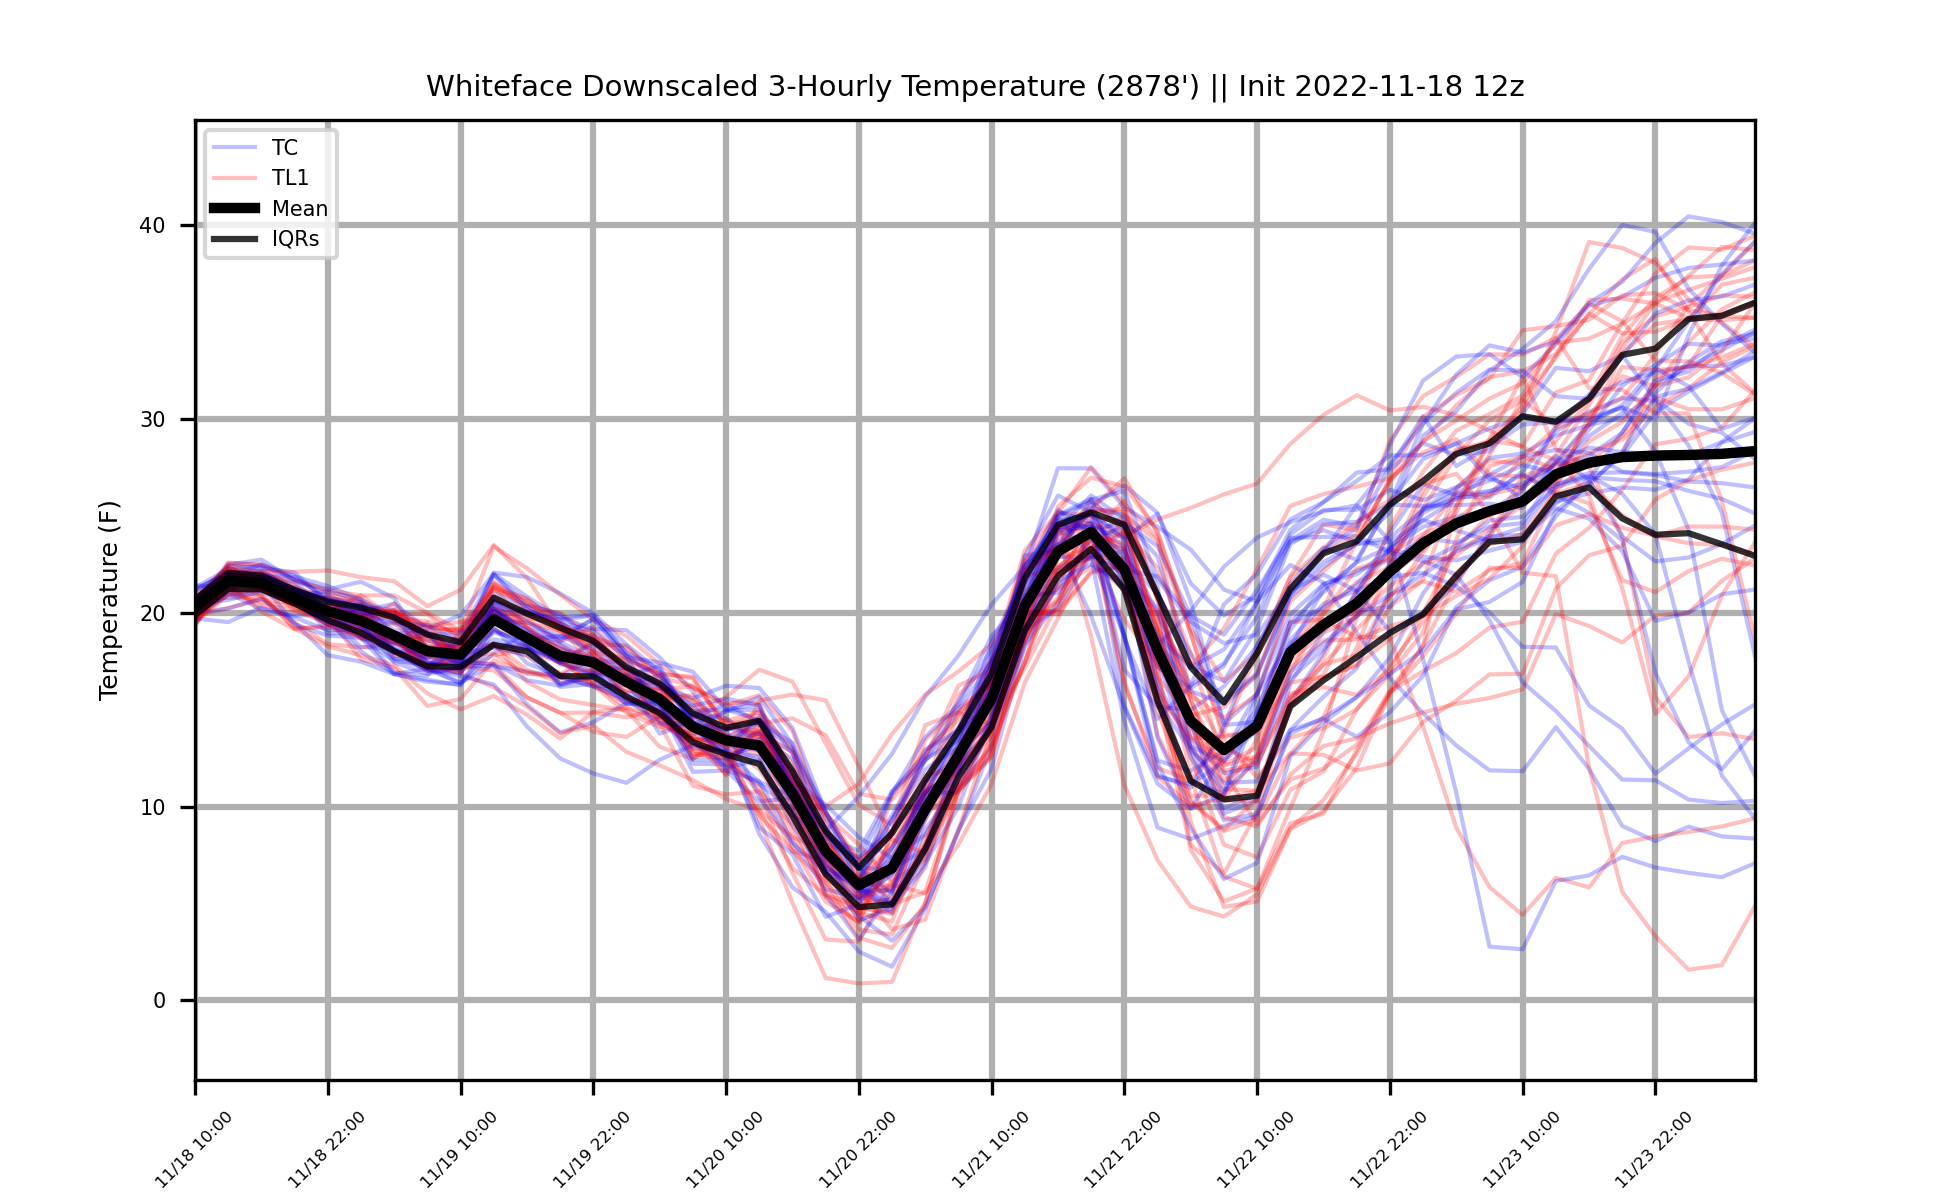 Whiteface Downscaled 3-Hourly Temperature (2878') || Init 2022-11-18 12z
TC
TL1
Mean
IQRs
Temperature (F)
40
30
20
10
0
11/18 10:00
11/18 22:00
11/19 10:00
11/19 22:00
11/20 10:00
11/20 22:00
11/21 10:00
11/21 22:00
11/22 10:00
11/22 22:00
11/23 10:00
11/23 22:00